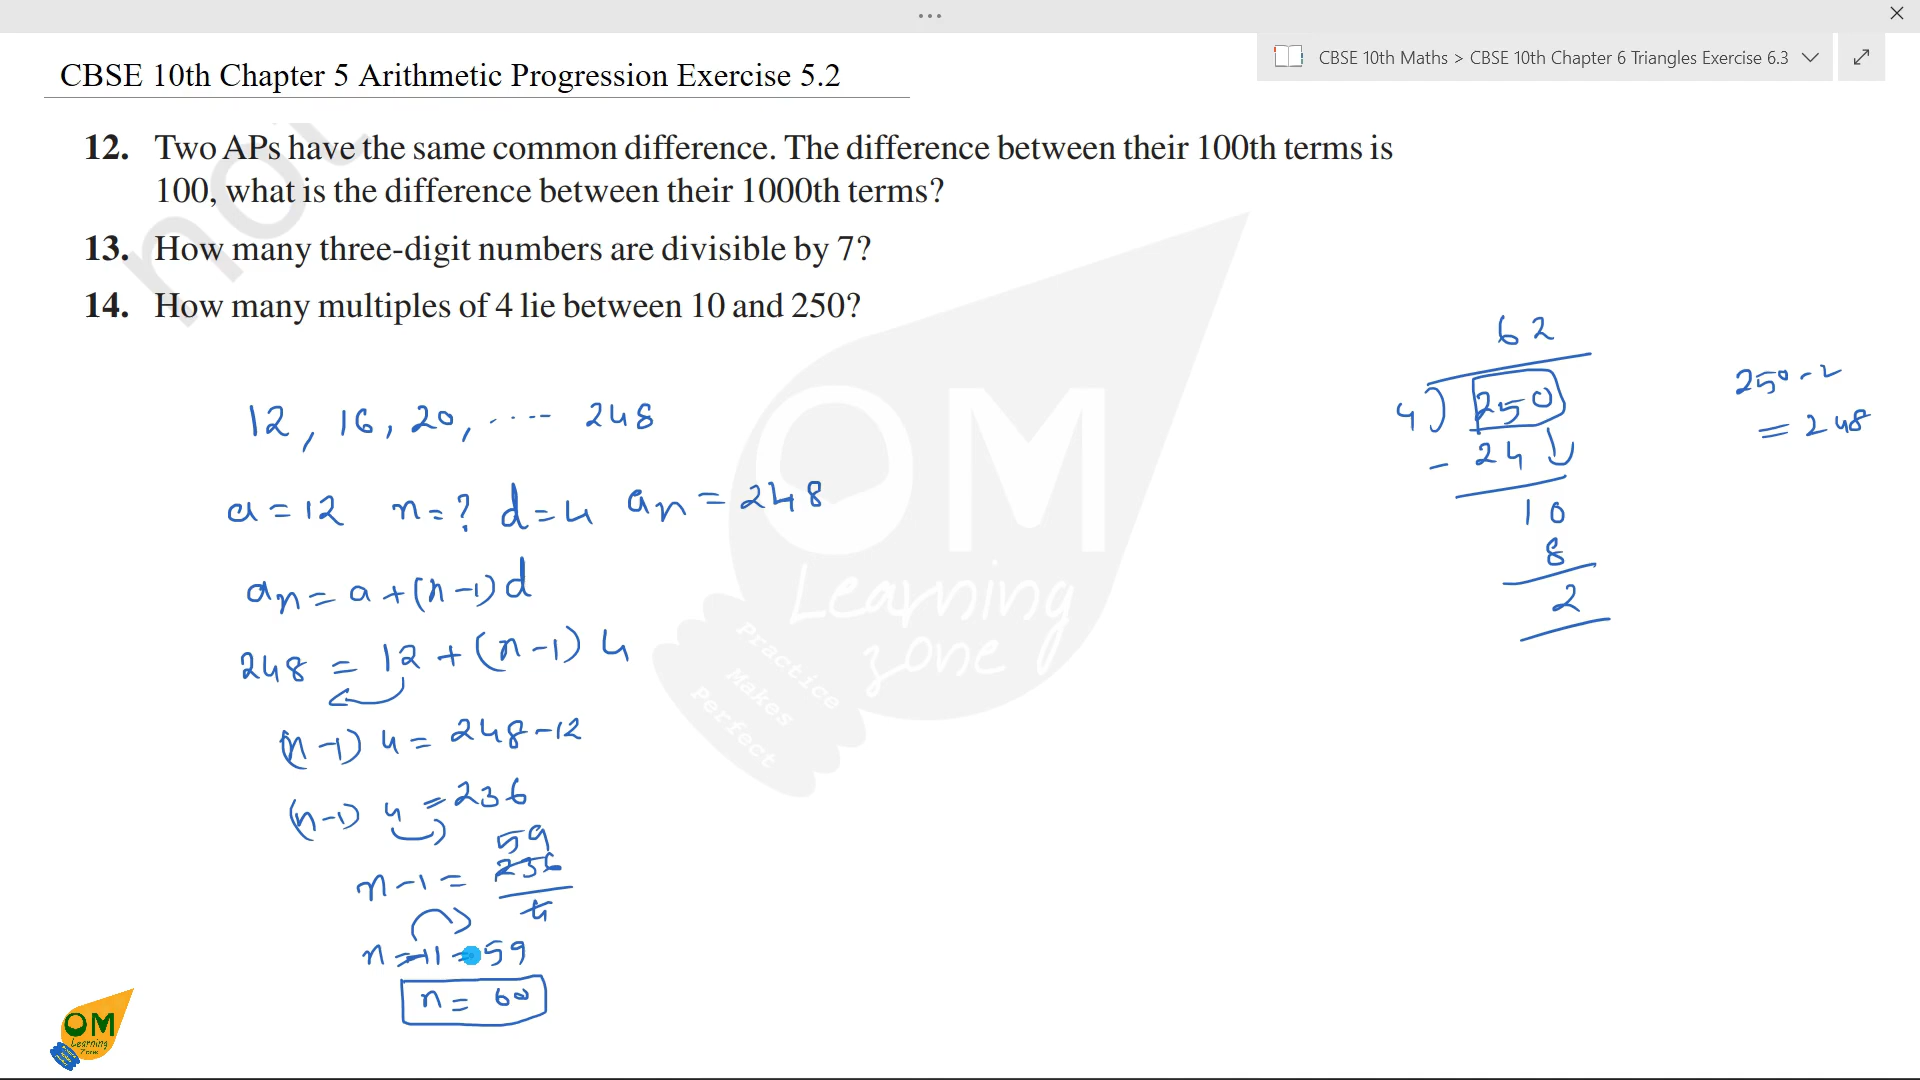 CBSE 10th Maths > CBSE 10th Chapter 6 Triangles Exercise 6.3
CBSE 10th Chapter 5 Arithmetic Progression Exercise 5.2
not
12. Two APs have the same common difference. The difference between their 100th terms is
100, what is the difference between their 1000th terms?
13. How many three-digit numbers are divisible by 7?
14. How many multiples of 4 lie between 10 and 250?
12, 16, 20, ..... 248
a = 12 n = ? d = 4 an = 248
an = a + (n-1) d
248 = 12 + (n-1) 4
(n-1) 4 = 248-12
(n-1) 4 = 236
59
n-1 = 236
4
n - 1 = 59
n = 60
62
4) 250
- 24
10
8
2
250 - 2
= 248
OM
Learning
Zone
Practice
Makes
Perfect
OM
Learning
Zone